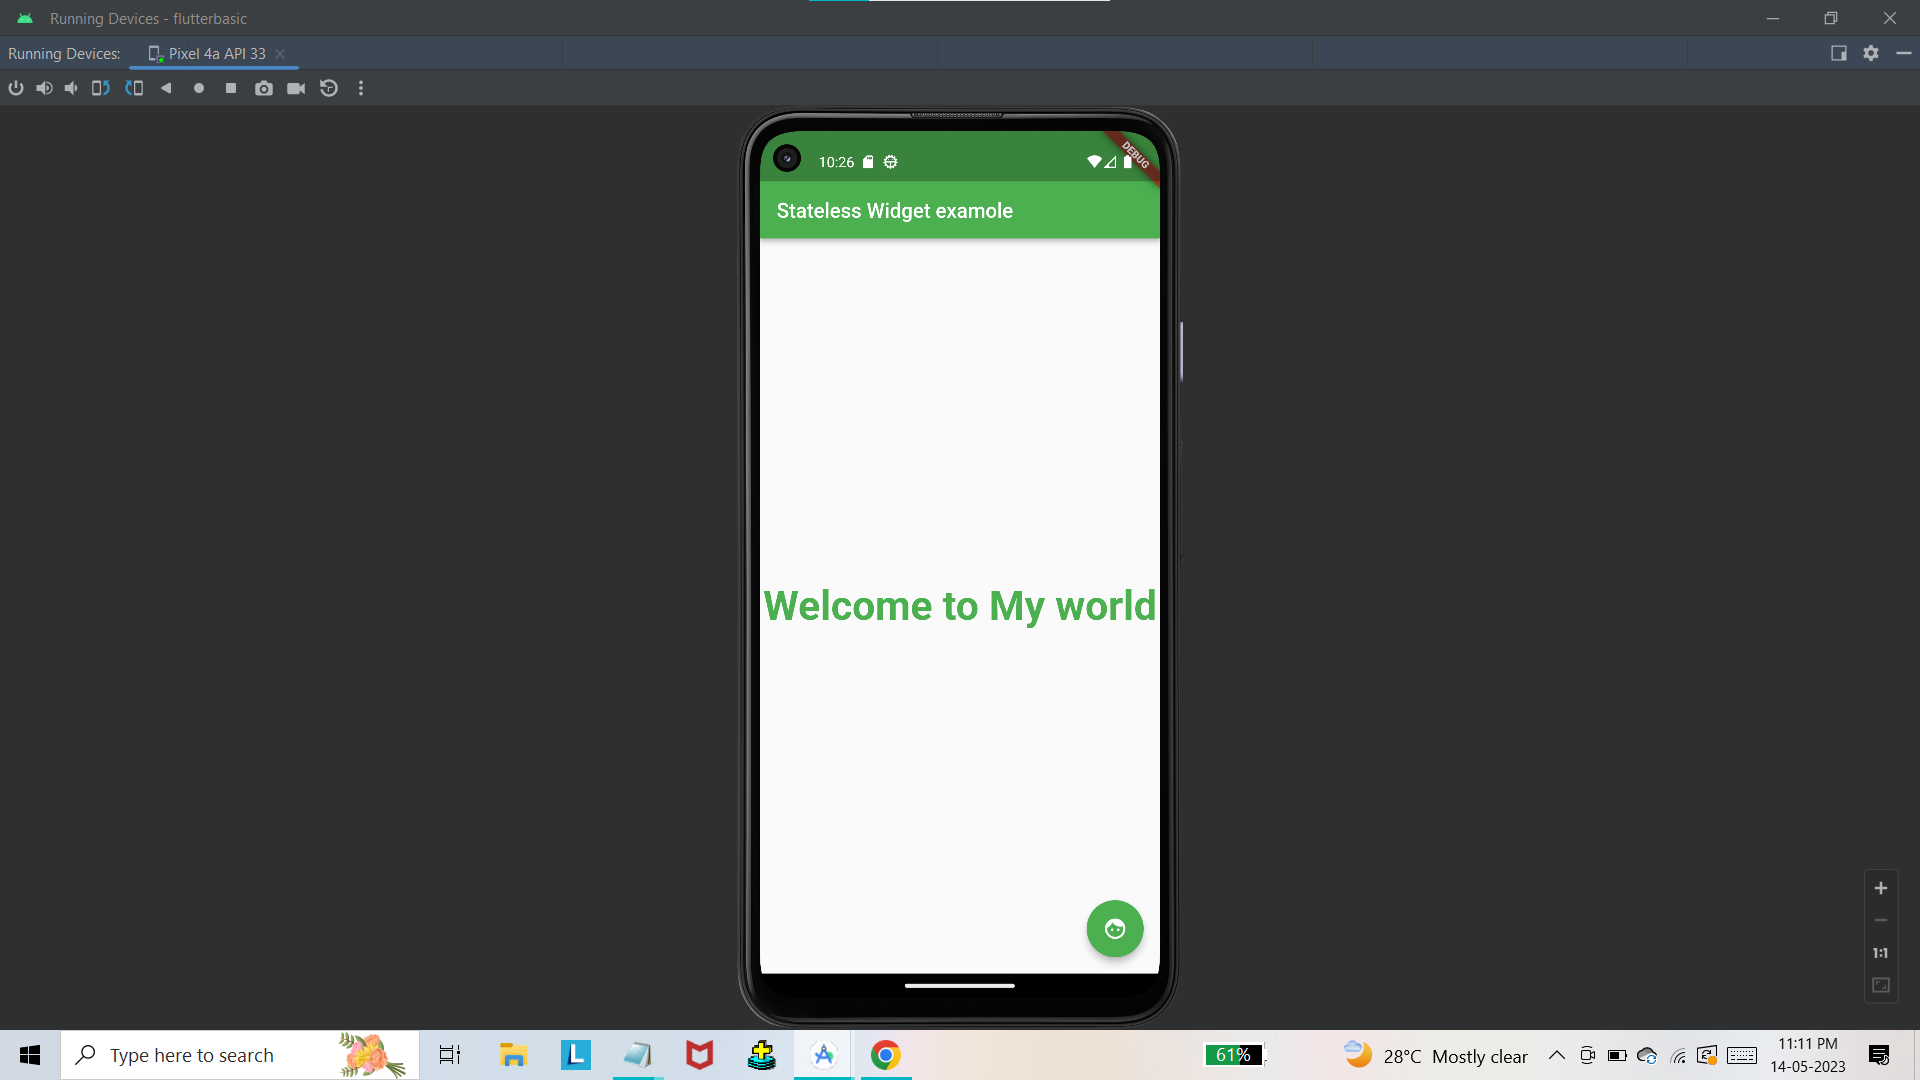 Running Devices - flutterbasic
Running Devices: Pixel 4a API 33
10:26
DEBUG
Stateless Widget examole
Welcome to My world
1:1
Type here to search
L
61%
28°C Mostly clear
11:11 PM
14-05-2023